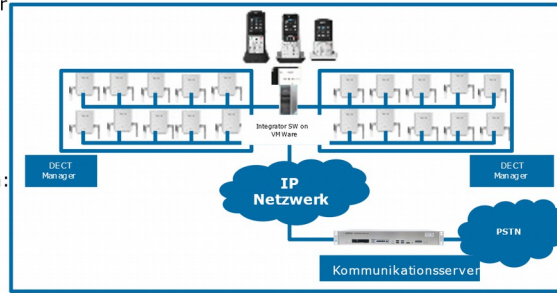 r
Integrator SW on
VM Ware
DECT
Manager
DECT
Manager
:
IP
Netzwerk
PSTN
Kommunikationsserver